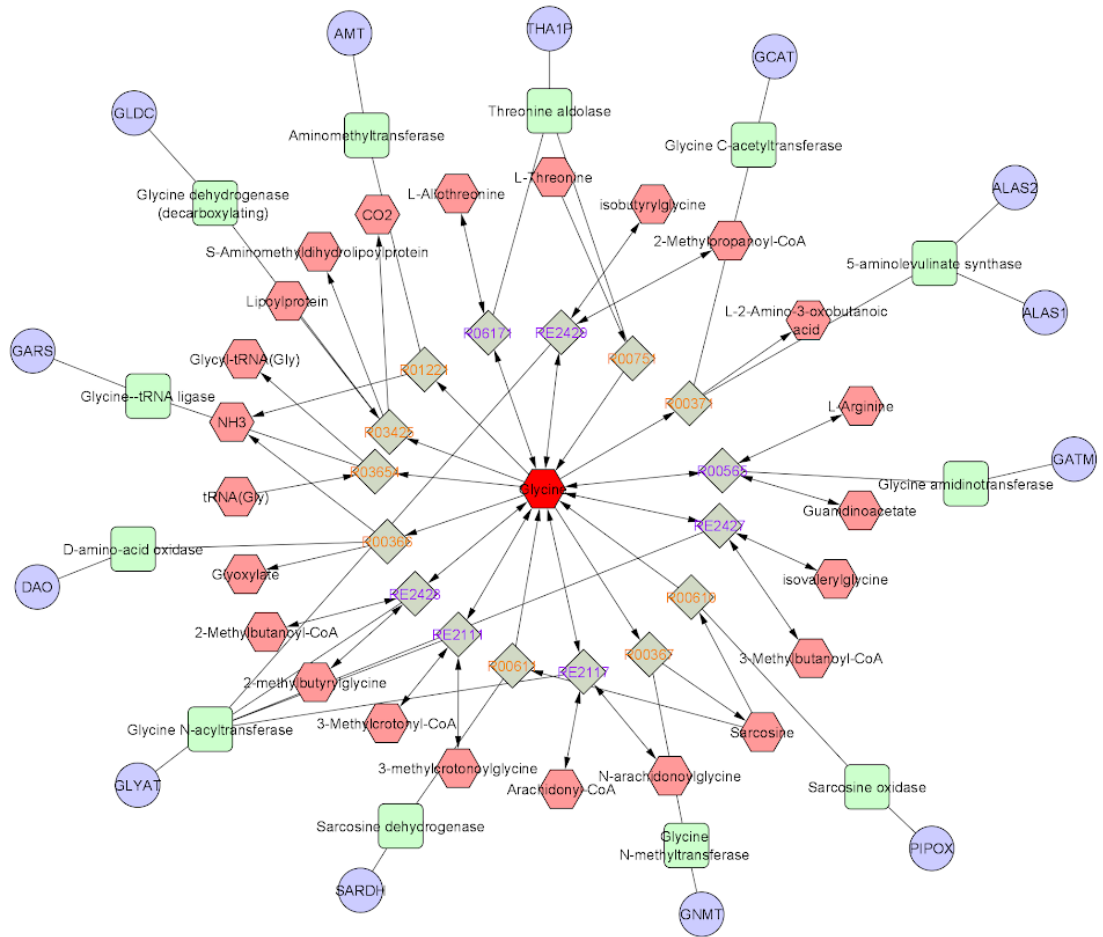 THA1P
AMT
GCAT
GLDC
Threonine aldolase
Aminomethyltransferase
Glycine C-acetyltransferase
L-Threonine
ALAS2
L-Allothreonine
Glycine dehydrogenase
(decarboxylating)
isobutyrylglycine
CO2
2-Methylpropanoyl-CoA
S-Aminomethyldihydrolipoylprotein
5-aminolevulinate synthase
Lipoylprotein
L-2-Amino-3-oxobutanoic
acid
ALAS1
R06171
RE2429
GARS
Glycyl-tRNA(Gly)
R00751
R01221
Glycine--tRNA ligase
R00371
L-Arginine
NH3
R03425
GATM
R03654
R00565
Glycine amidinotransferase
Glycine
tRNA(Gly)
Guanidinoacetate
RE2427
R00366
D-amino-acid oxidase
Glyoxylate
isovalerylglycine
DAO
RE2428
R00610
2-Methylbutanoyl-CoA
RE2111
R00367
3-Methylbutanoyl-CoA
R00611
RE2117
2-methylbutyrylglycine
3-Methylcrotonyl-CoA
Glycine N-acyltransferase
Sarcosine
3-methylcrotonoylglycine
N-arachidonoylglycine
GLYAT
Arachidonyl-CoA
Sarcosine oxidase
Sarcosine dehydrogenase
Glycine
N-methyltransferase
PIPOX
SARDH
GNMT